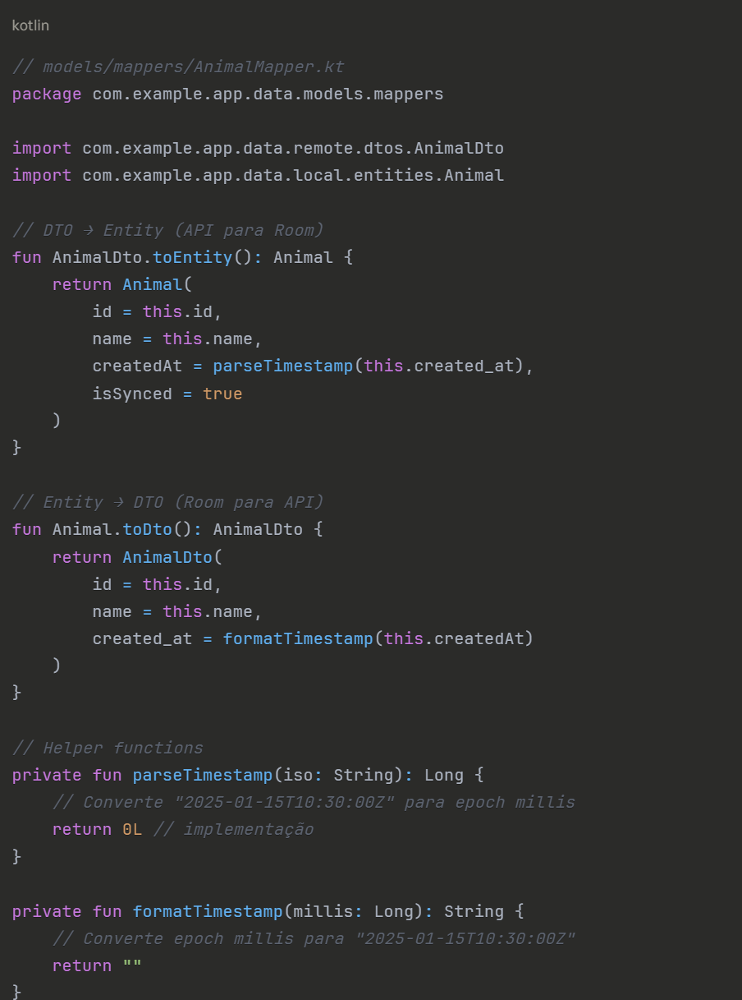 kotlin
// models/mappers/AnimalMapper.kt
package com.example.app.data.models.mappers
import com.example.app.data.remote.dtos.AnimalDto
import com.example.app.data.local.entities.Animal
// DTO → Entity (API para Room)
fun AnimalDto.toEntity(): Animal {
    return Animal(
        id = this.id,
        name = this.name,
        createdAt = parseTimestamp(this.created_at),
        isSynced = true
    )
}
// Entity → DTO (Room para API)
fun Animal.toDto(): AnimalDto {
    return AnimalDto(
        id = this.id,
        name = this.name,
        created_at = formatTimestamp(this.createdAt)
    )
}
// Helper functions
private fun parseTimestamp(iso: String): Long {
    // Converte "2025-01-15T10:30:00Z" para epoch millis
    return 0L // implementação
}
private fun formatTimestamp(millis: Long): String {
    // Converte epoch millis para "2025-01-15T10:30:00Z"
    return ""
}